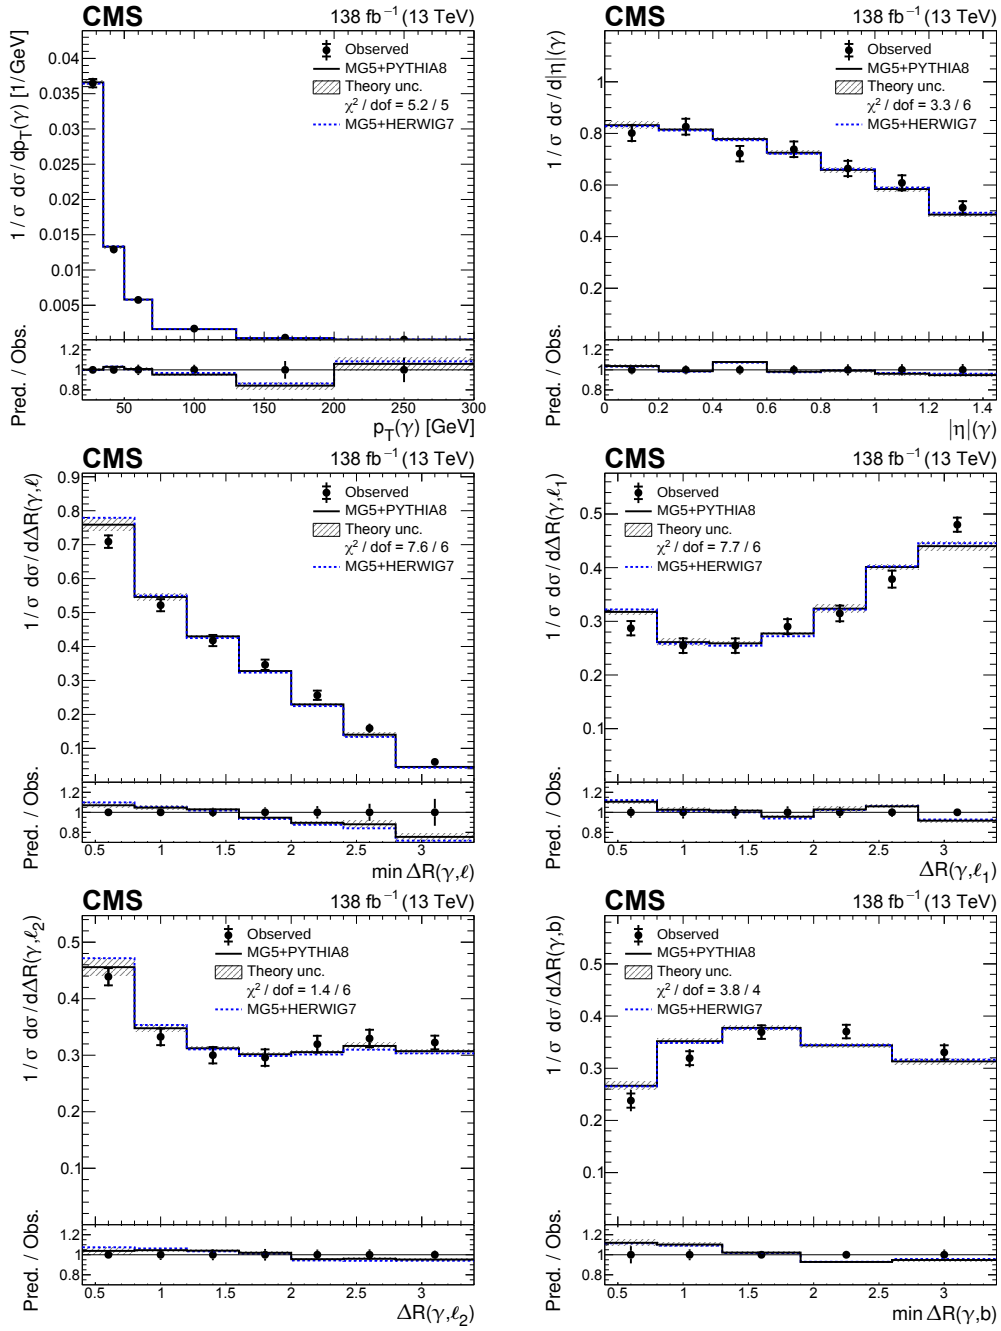 CMS 138 fb⁻¹ (13 TeV)
1 / σ dσ / dp_T(γ) [1/GeV]
Observed
MG5+PYTHIA8
Theory unc.
χ² / dof = 5.2 / 5
MG5+HERWIG7
0.04
0.035
0.03
0.025
0.02
0.015
0.01
0.005
Pred. / Obs.
1.2
1
0.8
50 100 150 200 250 300
p_T(γ) [GeV]
CMS 138 fb⁻¹ (13 TeV)
1 / σ dσ / d|η|(γ)
Observed
MG5+PYTHIA8
Theory unc.
χ² / dof = 3.3 / 6
MG5+HERWIG7
1
0.8
0.6
0.4
0.2
Pred. / Obs.
1.2
1
0.8
0 0.2 0.4 0.6 0.8 1 1.2 1.4
|η|(γ)
CMS 138 fb⁻¹ (13 TeV)
1 / σ dσ / dΔR(γ,ℓ)
Observed
MG5+PYTHIA8
Theory unc.
χ² / dof = 7.6 / 6
MG5+HERWIG7
0.9
0.8
0.7
0.6
0.5
0.4
0.3
0.2
0.1
Pred. / Obs.
1.2
1
0.8
0.5 1 1.5 2 2.5 3
min ΔR(γ,ℓ)
CMS 138 fb⁻¹ (13 TeV)
1 / σ dσ / dΔR(γ,ℓ₁)
Observed
MG5+PYTHIA8
Theory unc.
χ² / dof = 7.7 / 6
MG5+HERWIG7
0.5
0.4
0.3
0.2
0.1
Pred. / Obs.
1.2
1
0.8
0.5 1 1.5 2 2.5 3
ΔR(γ,ℓ₁)
CMS 138 fb⁻¹ (13 TeV)
1 / σ dσ / dΔR(γ,ℓ₂)
Observed
MG5+PYTHIA8
Theory unc.
χ² / dof = 1.4 / 6
MG5+HERWIG7
0.5
0.4
0.3
0.2
0.1
Pred. / Obs.
1.2
1
0.8
0.5 1 1.5 2 2.5 3
ΔR(γ,ℓ₂)
CMS 138 fb⁻¹ (13 TeV)
1 / σ dσ / dΔR(γ,b)
Observed
MG5+PYTHIA8
Theory unc.
χ² / dof = 3.8 / 4
MG5+HERWIG7
0.5
0.4
0.3
0.2
0.1
Pred. / Obs.
1.2
1
0.8
0.5 1 1.5 2 2.5 3
min ΔR(γ,b)